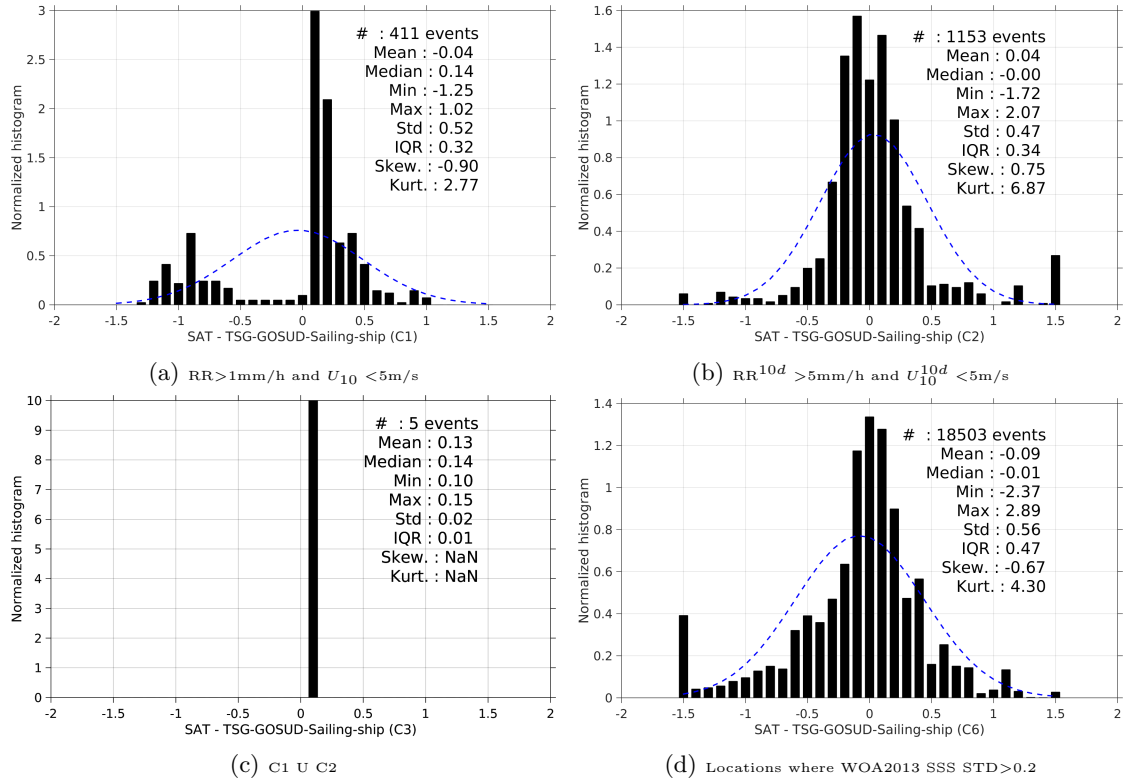 3
2.5
2
1.5
1
0.5
0
-2
-1.5
-1
-0.5
0
0.5
1
1.5
2
Normalized histogram
SAT - TSG-GOSUD-Sailing-ship (C1)
# : 411 events
Mean : -0.04
Median : 0.14
Min : -1.25
Max : 1.02
Std : 0.52
IQR : 0.32
Skew. : -0.90
Kurt. : 2.77
(a) RR>1mm/h and U10 <5m/s
1.6
1.4
1.2
1
0.8
0.6
0.4
0.2
0
-2
-1.5
-1
-0.5
0
0.5
1
1.5
2
Normalized histogram
SAT - TSG-GOSUD-Sailing-ship (C2)
# : 1153 events
Mean : 0.04
Median : -0.00
Min : -1.72
Max : 2.07
Std : 0.47
IQR : 0.34
Skew. : 0.75
Kurt. : 6.87
(b) RR^10d >5mm/h and U10^10d <5m/s
10
9
8
7
6
5
4
3
2
1
0
-2
-1.5
-1
-0.5
0
0.5
1
1.5
2
Normalized histogram
SAT - TSG-GOSUD-Sailing-ship (C3)
# : 5 events
Mean : 0.13
Median : 0.14
Min : 0.10
Max : 0.15
Std : 0.02
IQR : 0.01
Skew. : NaN
Kurt. : NaN
(c) C1 U C2
1.4
1.2
1
0.8
0.6
0.4
0.2
0
-2
-1.5
-1
-0.5
0
0.5
1
1.5
2
Normalized histogram
SAT - TSG-GOSUD-Sailing-ship (C6)
# : 18503 events
Mean : -0.09
Median : -0.01
Min : -2.37
Max : 2.89
Std : 0.56
IQR : 0.47
Skew. : -0.67
Kurt. : 4.30
(d) Locations where WOA2013 SSS STD>0.2